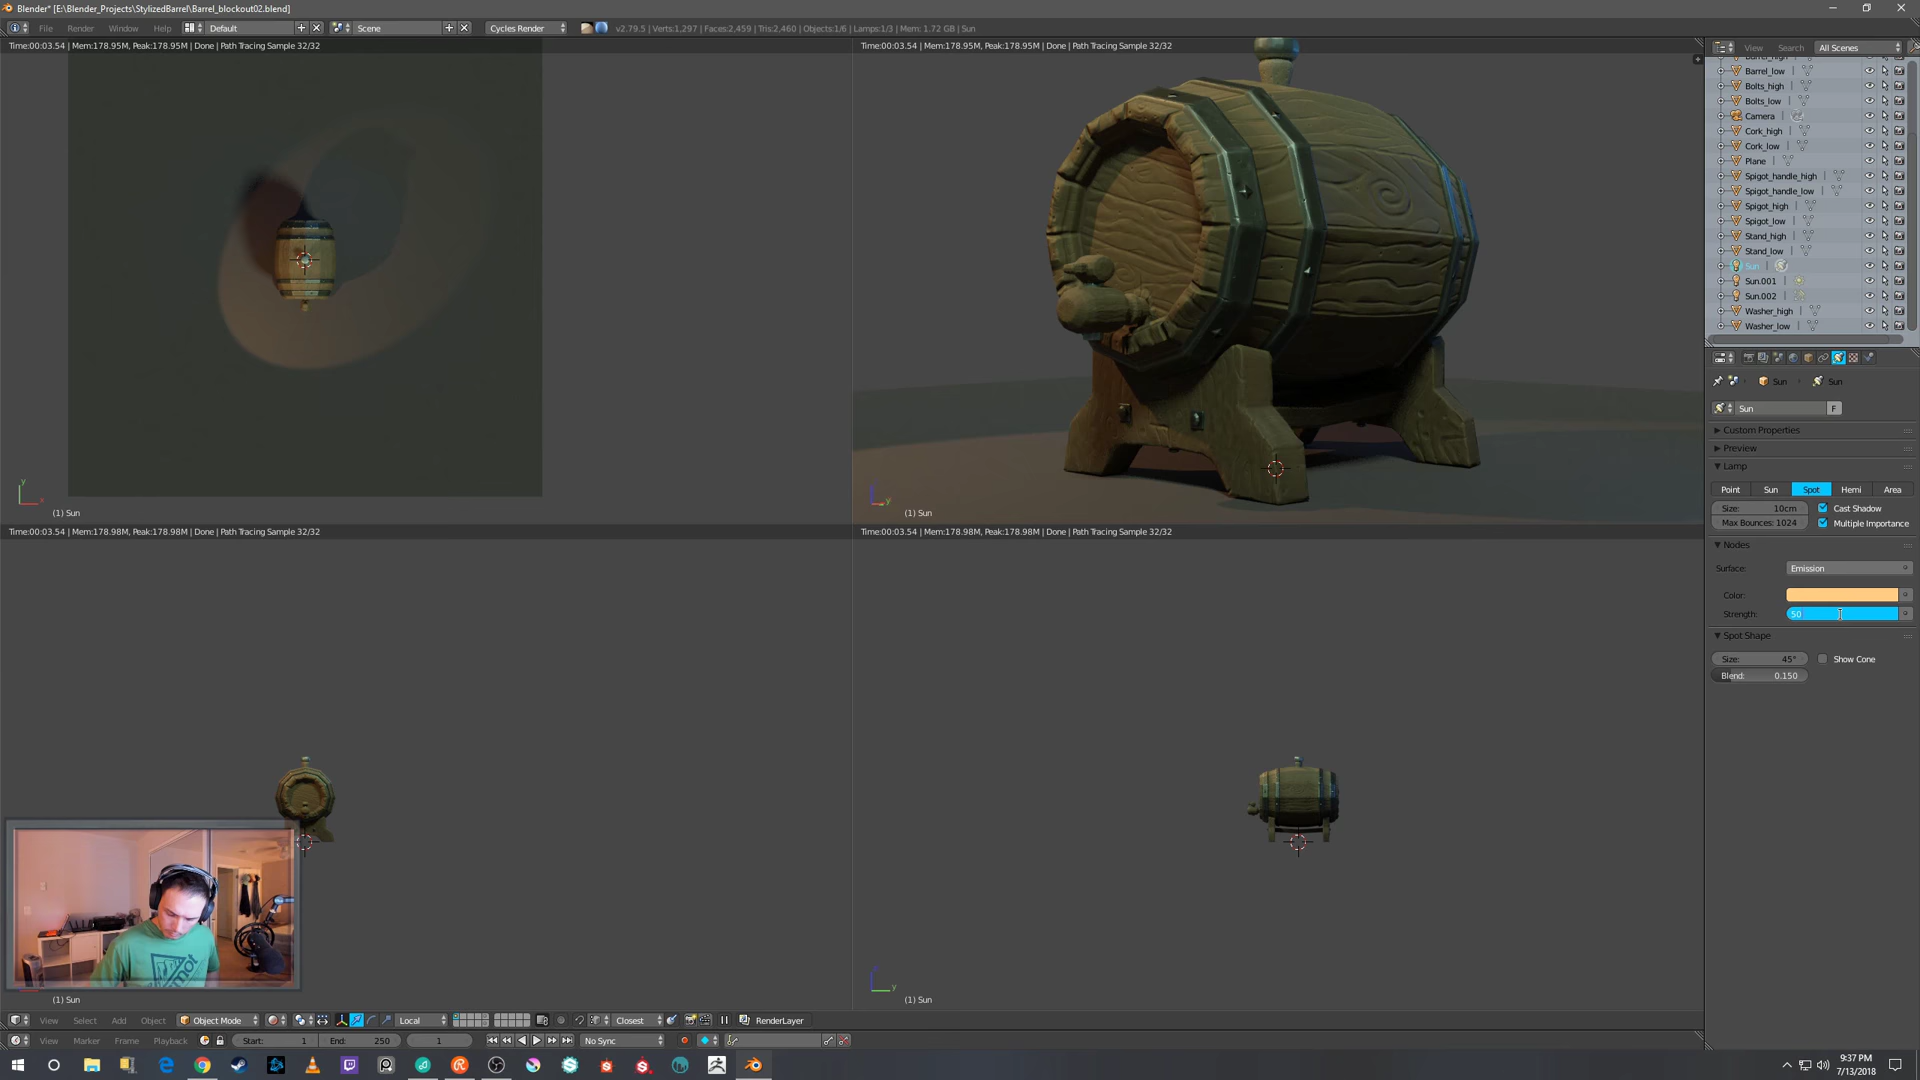 Blender* [E:\Blender_Projects\StylizedBarrel\Barrel_blockout02.blend]
File Render Window Help Default Scene Cycles Render v2.79.5 | Verts:1,297 | Faces:2,459 | Tris:2,460 | Objects:1/6 | Lamps:1/3 | Mem: 1.72 GB | Sun
Time:00:03.54 | Mem:178.95M, Peak:178.95M | Done | Path Tracing Sample 32/32
Time:00:03.54 | Mem:178.95M, Peak:178.95M | Done | Path Tracing Sample 32/32
View Search All Scenes
Barrel_high
Barrel_low
Bolts_high
Bolts_low
Camera
Cork_high
Cork_low
Plane
Spigot_handle_high
Spigot_handle_low
Spigot_high
Spigot_low
Stand_high
Stand_low
Sun
Sun.001
Sun.002
Washer_high
Washer_low
Sun Sun
Sun F
Custom Properties
Preview
Lamp
Point Sun Spot Hemi Area
Size: 10cm Cast Shadow
Max Bounces: 1024 Multiple Importance
Nodes
Surface: Emission
Color:
Strength: 50
Spot Shape
Size: 45° Show Cone
Blend: 0.150
y x
(1) Sun
z y
(1) Sun
Time:00:03.54 | Mem:178.98M, Peak:178.98M | Done | Path Tracing Sample 32/32
Time:00:03.54 | Mem:178.98M, Peak:178.98M | Done | Path Tracing Sample 32/32
(1) Sun
z y
(1) Sun
View Select Add Object Object Mode Local Closest RenderLayer
View Marker Frame Playback Start: 1 End: 250 1 No Sync
9:37 PM
7/13/2018